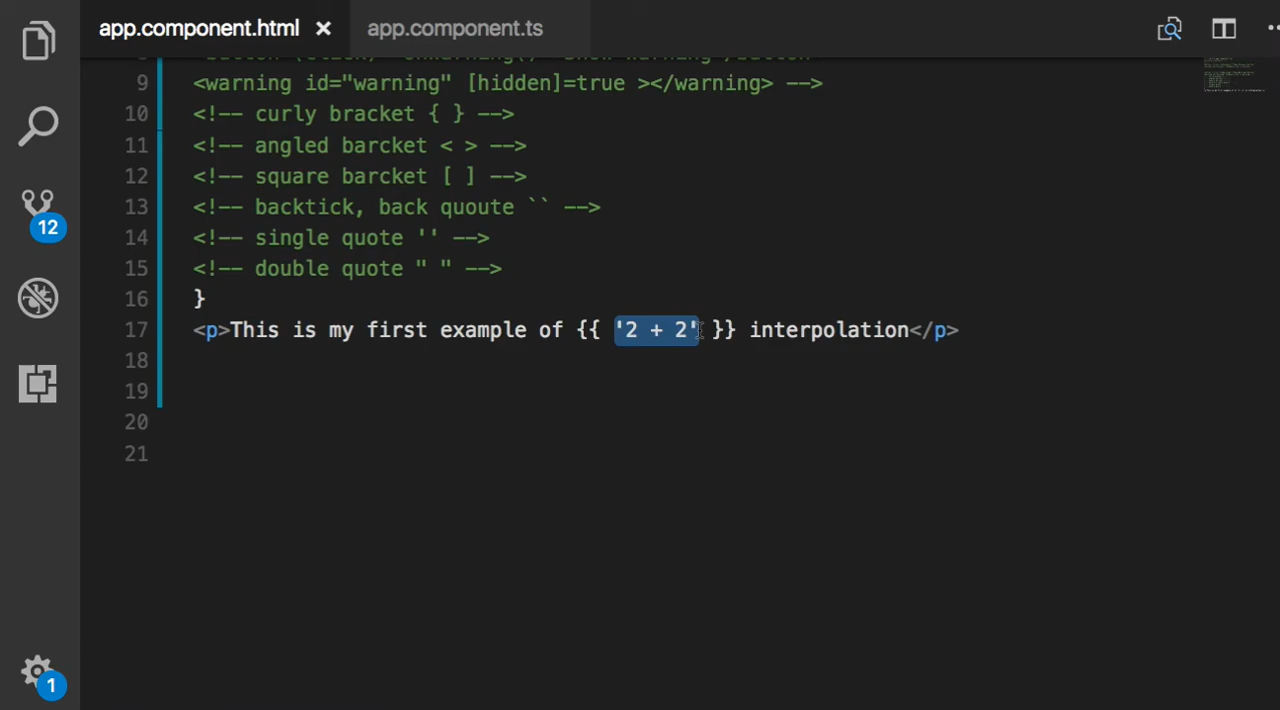 app.component.html
app.component.ts
9 <warning id="warning" [hidden]=true ></warning> -->
10 <!-- curly bracket { } -->
11 <!-- angled barcket < > -->
12 <!-- square barcket [ ] -->
13 <!-- backtick, back quoute `` -->
14 <!-- single quote '' -->
15 <!-- double quote " " -->
16 }
17 <p>This is my first example of {{ '2 + 2' }} interpolation</p>
18
19
20
21
12
1